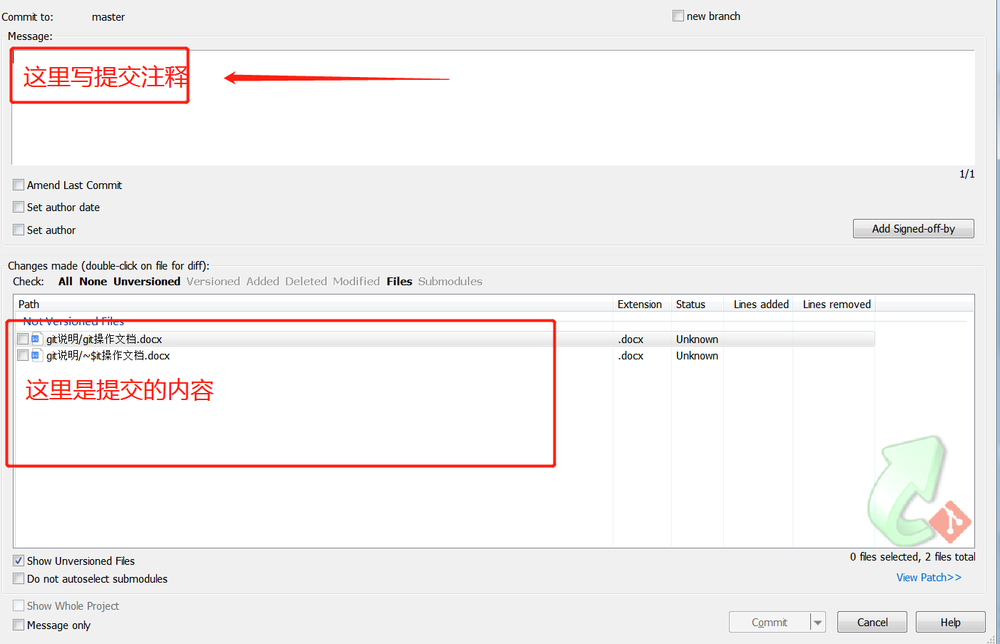 Commit to: master new branch
Message:
这里写提交注释
1/1
Amend Last Commit
Set author date
Set author
Add Signed-off-by
Changes made (double-click on file for diff):
Check: All None Unversioned Versioned Added Deleted Modified Files Submodules
Path Extension Status Lines added Lines removed
Not Versioned Files
git说明/git操作文档.docx .docx Unknown
git说明/~$it操作文档.docx .docx Unknown
这里是提交的内容
Show Unversioned Files
0 files selected, 2 files total
Do not autoselect submodules
View Patch>>
Show Whole Project
Message only
Commit Cancel Help